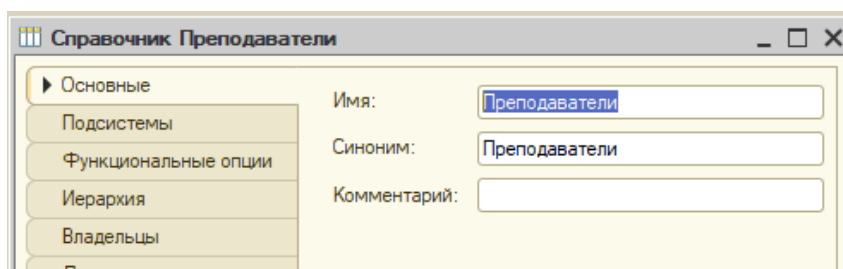 Справочник Преподаватели
Основные
Подсистемы
Функциональные опции
Иерархия
Владельцы
Имя: Преподаватели
Синоним: Преподаватели
Комментарий: